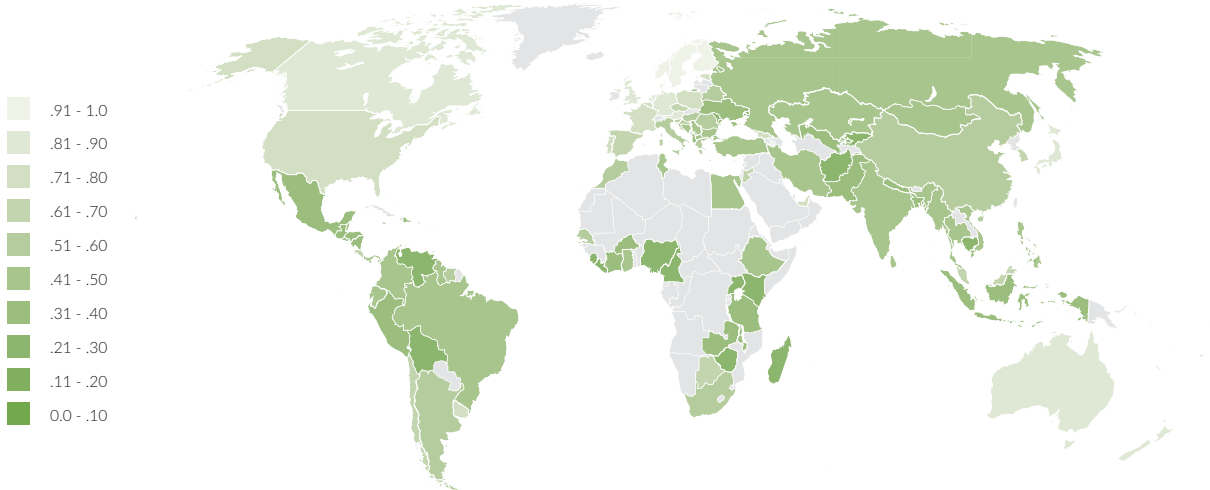 .91 - 1.0
.81 - .90
.71 - .80
.61 - .70
.51 - .60
.41 - .50
.31 - .40
.21 - .30
.11 - .20
0.0 - .10